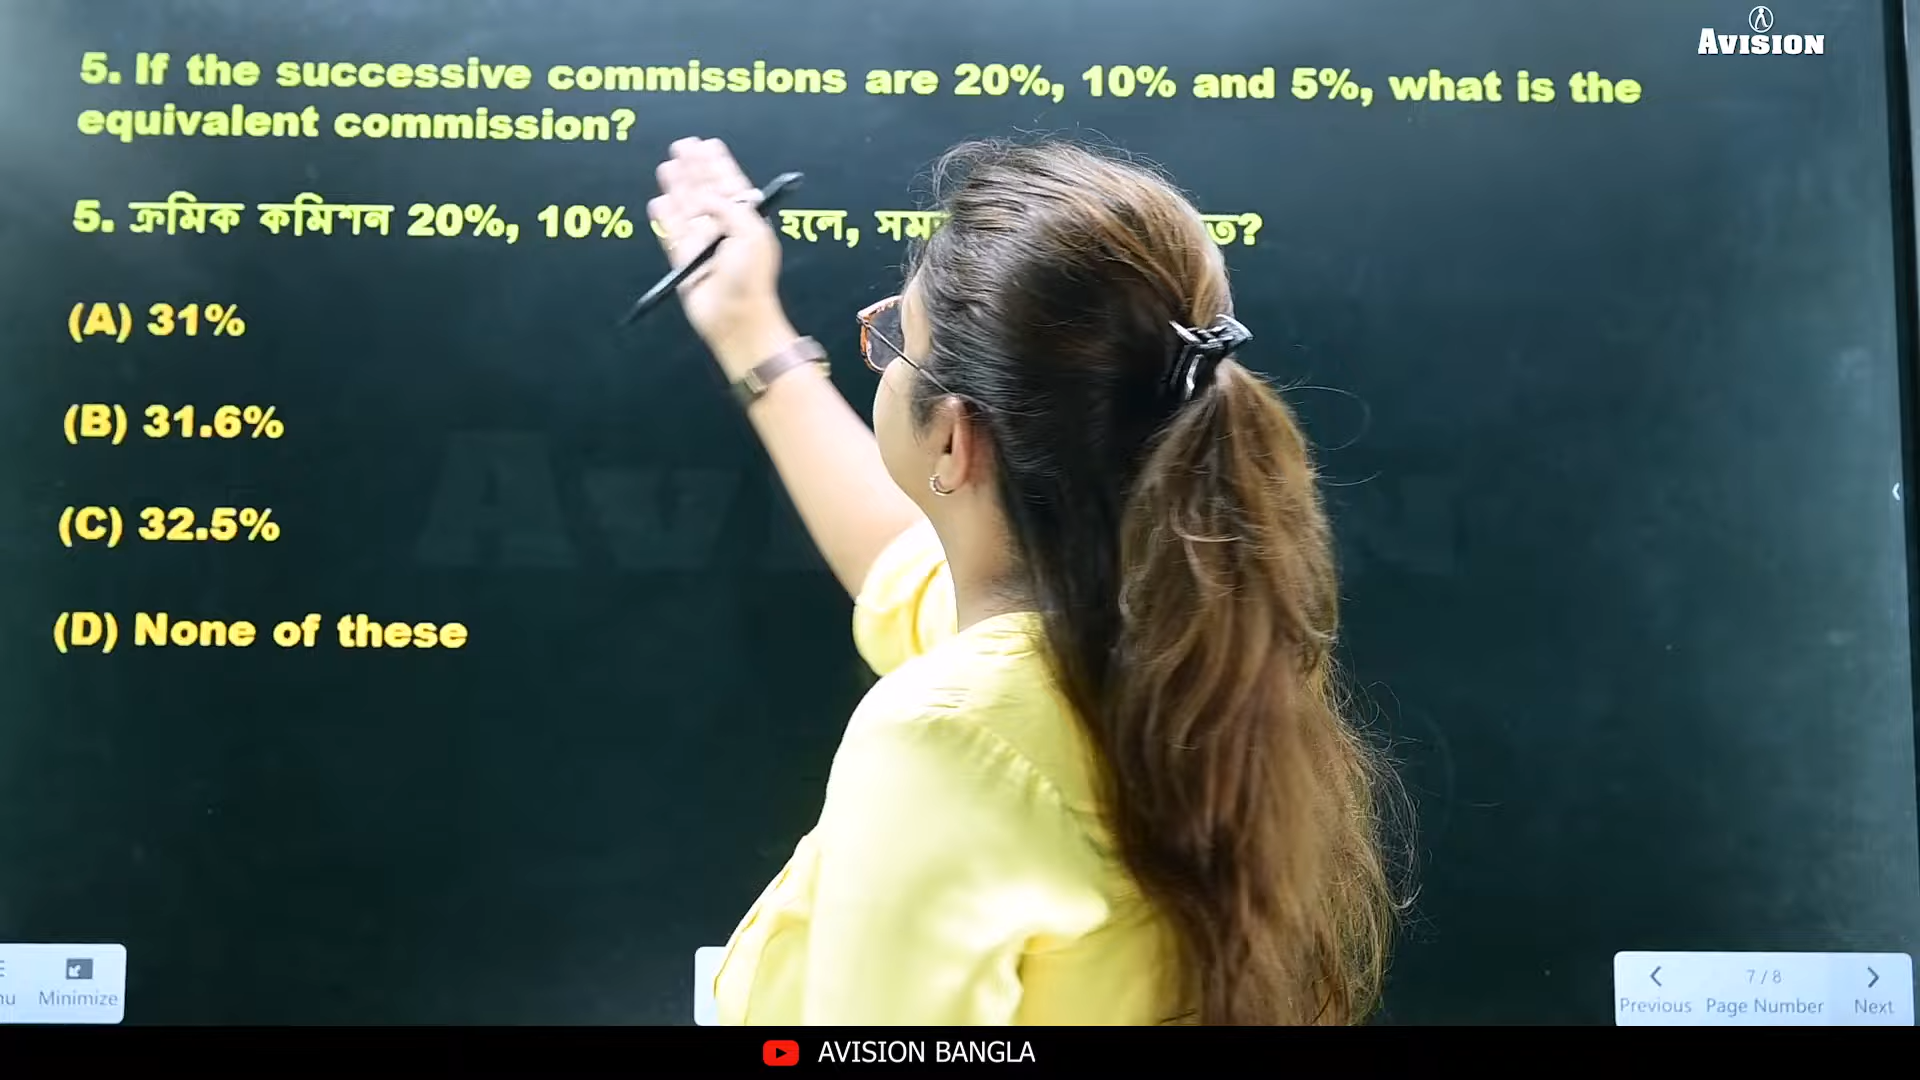 AVISION
5. If the successive commissions are 20%, 10% and 5%, what is the
equivalent commission?
5. ক্রমিক কমিশন 20%, 10% হলে,
(A) 31%
(B) 31.6%
(C) 32.5%
(D) None of these
Minimize
7 / 8
Previous Page Number Next
AVISION BANGLA